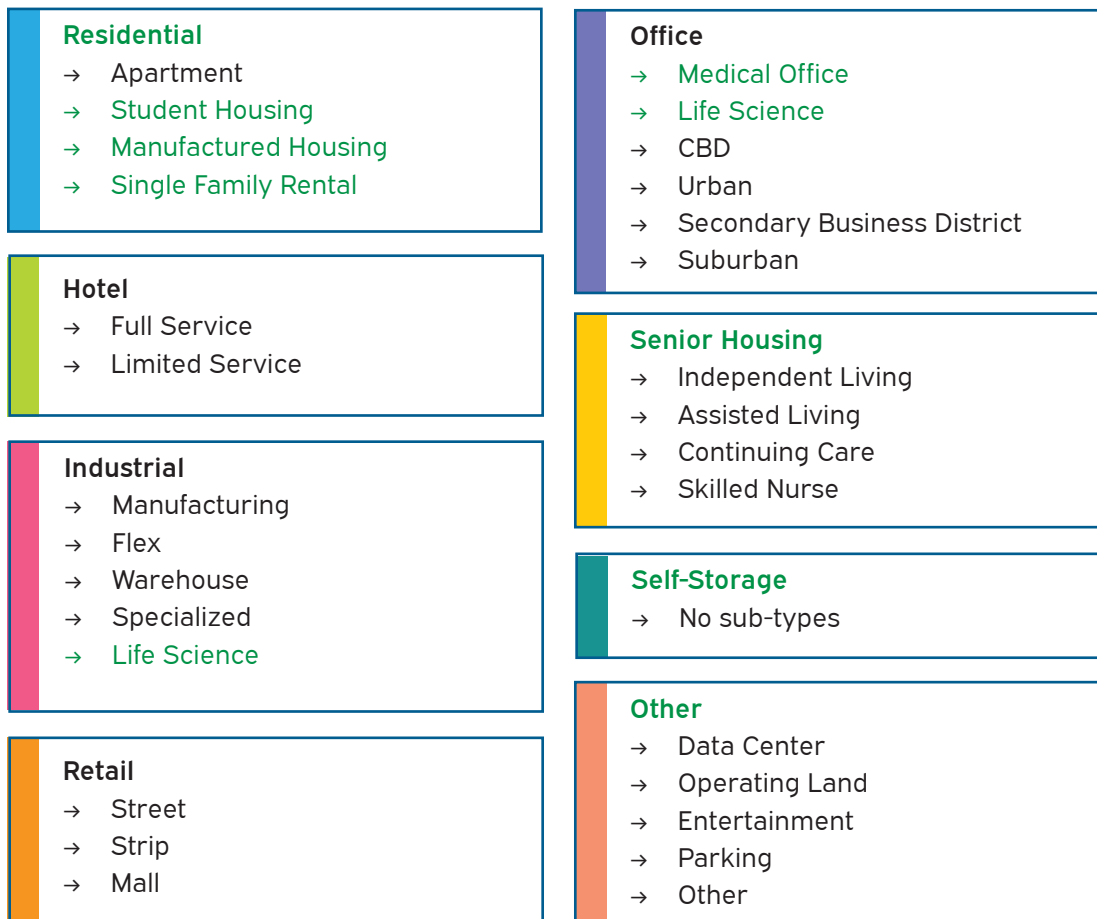 Residential
→ Apartment
→ Student Housing
→ Manufactured Housing
→ Single Family Rental
Hotel
→ Full Service
→ Limited Service
Industrial
→ Manufacturing
→ Flex
→ Warehouse
→ Specialized
→ Life Science
Retail
→ Street
→ Strip
→ Mall
Office
→ Medical Office
→ Life Science
→ CBD
→ Urban
→ Secondary Business District
→ Suburban
Senior Housing
→ Independent Living
→ Assisted Living
→ Continuing Care
→ Skilled Nurse
Self-Storage
→ No sub-types
Other
→ Data Center
→ Operating Land
→ Entertainment
→ Parking
→ Other